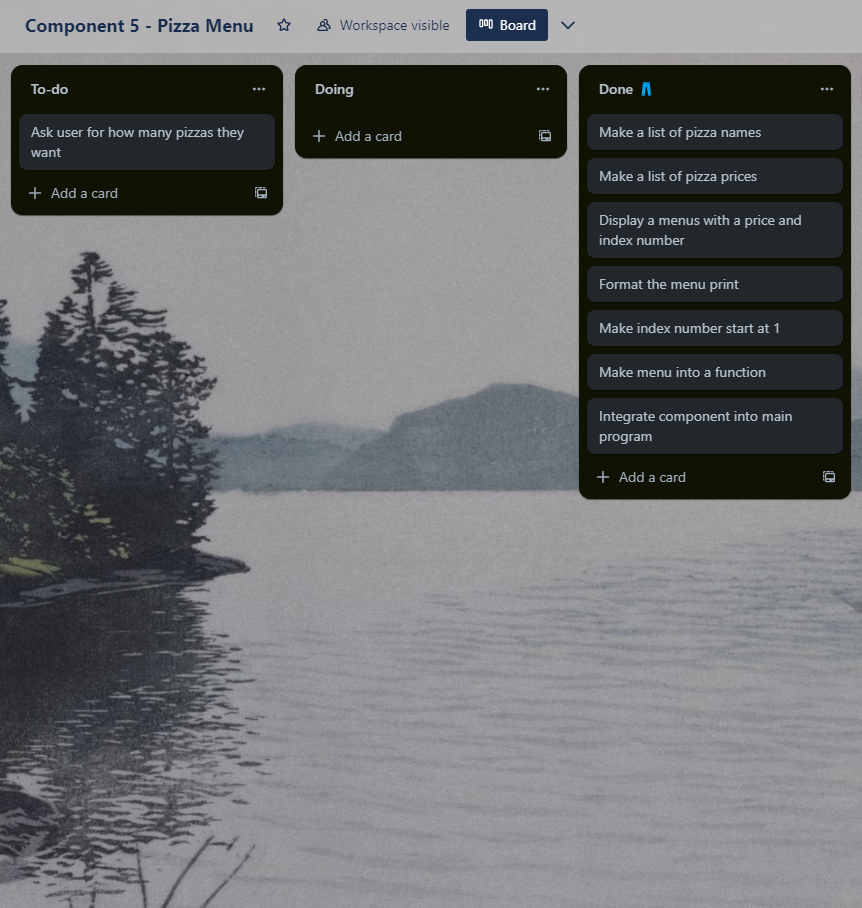 Component 5 - Pizza Menu
Workspace visible
Board
To-do
Ask user for how many pizzas they
want
Add a card
Doing
Add a card
Done 👖
Make a list of pizza names
Make a list of pizza prices
Display a menus with a price and
index number
Format the menu print
Make index number start at 1
Make menu into a function
Integrate component into main
program
Add a card